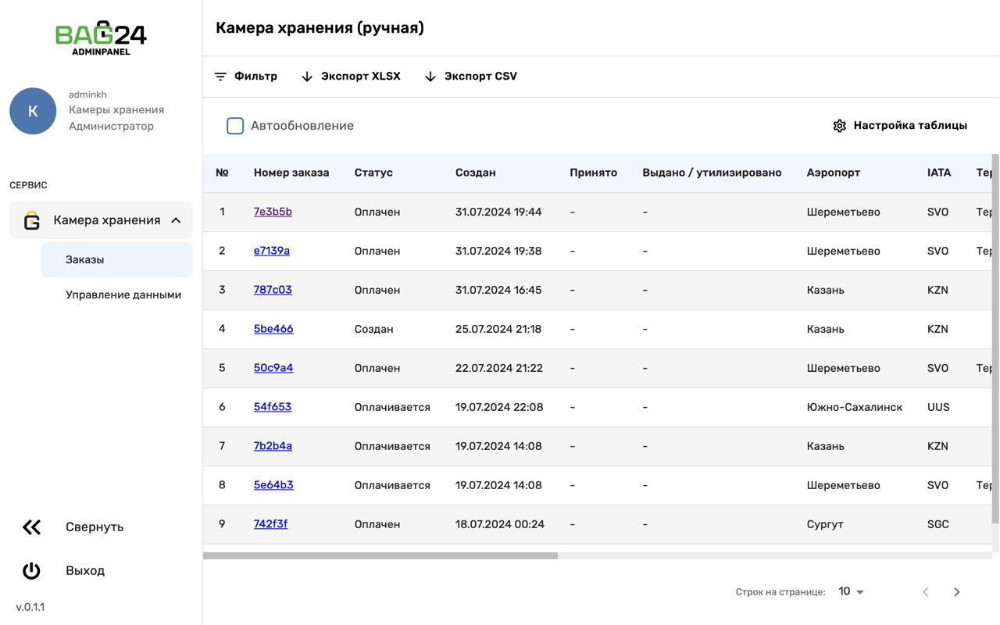 BAG24
ADMINPANEL
К
adminkh
Камеры хранения
Администратор
СЕРВИС
Камера хранения
Заказы
Управление данными
Свернуть
Выход
v.0.1.1
Камера хранения (ручная)
Фильтр Экспорт XLSX Экспорт CSV
Автообновление Настройка таблицы
№ Номер заказа Статус Создан Принято Выдано / утилизировано Аэропорт IATA Тер
1 7e3b5b Оплачен 31.07.2024 19:44 - - Шереметьево SVO Тер
2 e7139a Оплачен 31.07.2024 19:38 - - Шереметьево SVO Тер
3 787c03 Оплачен 31.07.2024 16:45 - - Казань KZN
4 5be466 Создан 25.07.2024 21:18 - - Казань KZN
5 50c9a4 Оплачен 22.07.2024 21:22 - - Шереметьево SVO Тер
6 54f653 Оплачивается 19.07.2024 22:08 - - Южно-Сахалинск UUS
7 7b2b4a Оплачивается 19.07.2024 14:08 - - Казань KZN
8 5e64b3 Оплачивается 19.07.2024 14:08 - - Шереметьево SVO Тер
9 742f3f Оплачен 18.07.2024 00:24 - - Сургут SGC
Строк на странице: 10